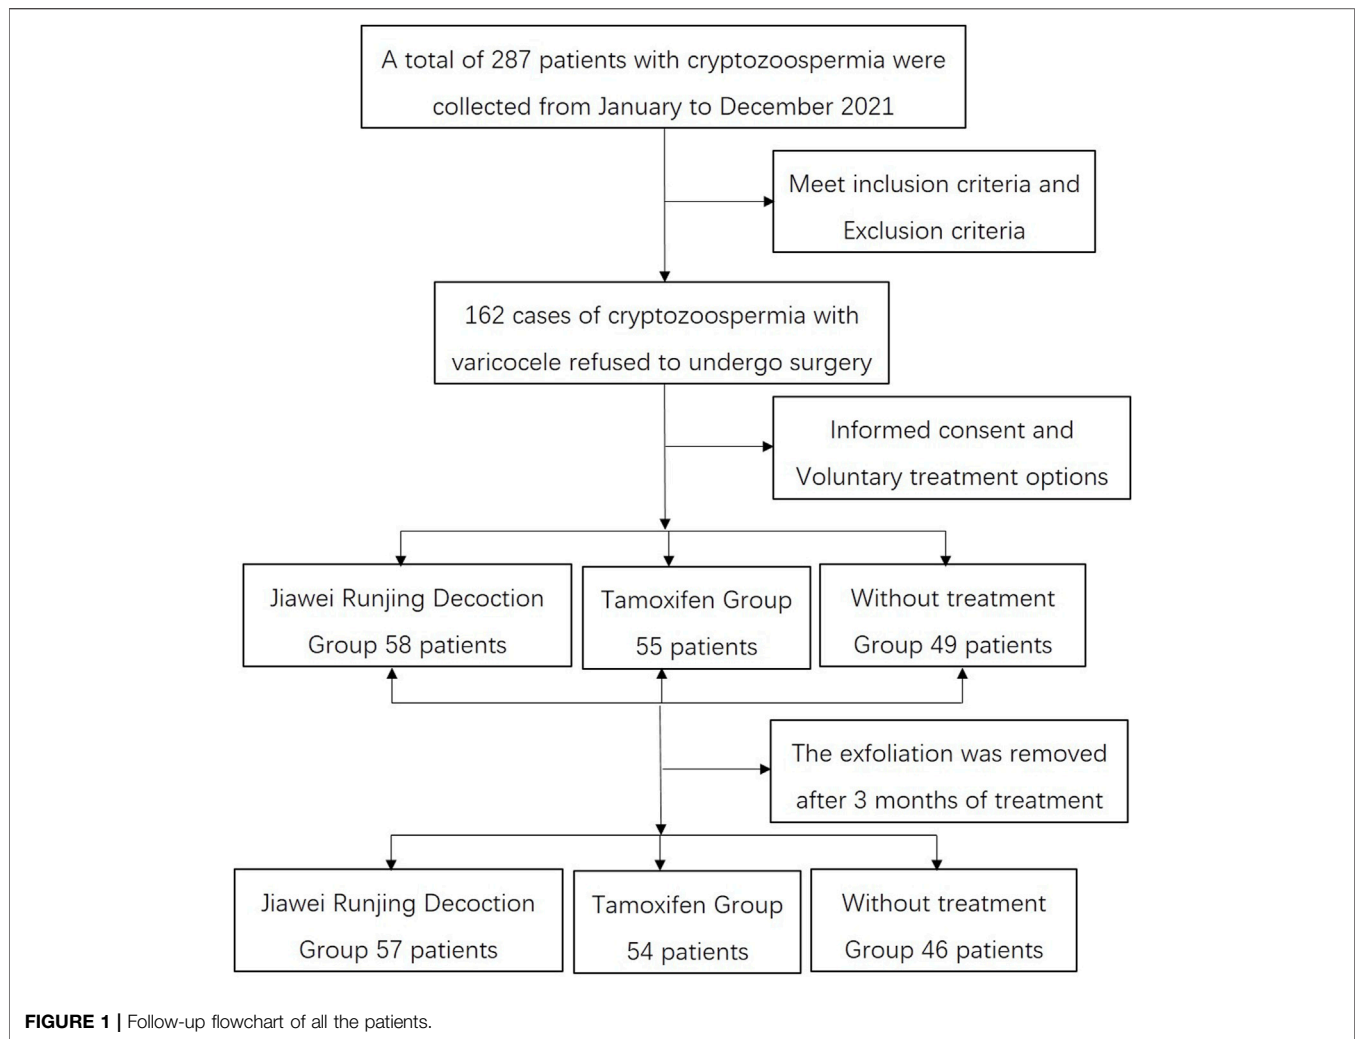 A total of 287 patients with cryptozoospermia were
collected from January to December 2021
Meet inclusion criteria and
Exclusion criteria
162 cases of cryptozoospermia with
varicocele refused to undergo surgery
Informed consent and
Voluntary treatment options
Jiawei Runjing Decoction
Group 58 patients
Tamoxifen Group
55 patients
Without treatment
Group 49 patients
The exfoliation was removed
after 3 months of treatment
Jiawei Runjing Decoction
Group 57 patients
Tamoxifen Group
54 patients
Without treatment
Group 46 patients
FIGURE 1 | Follow-up flowchart of all the patients.